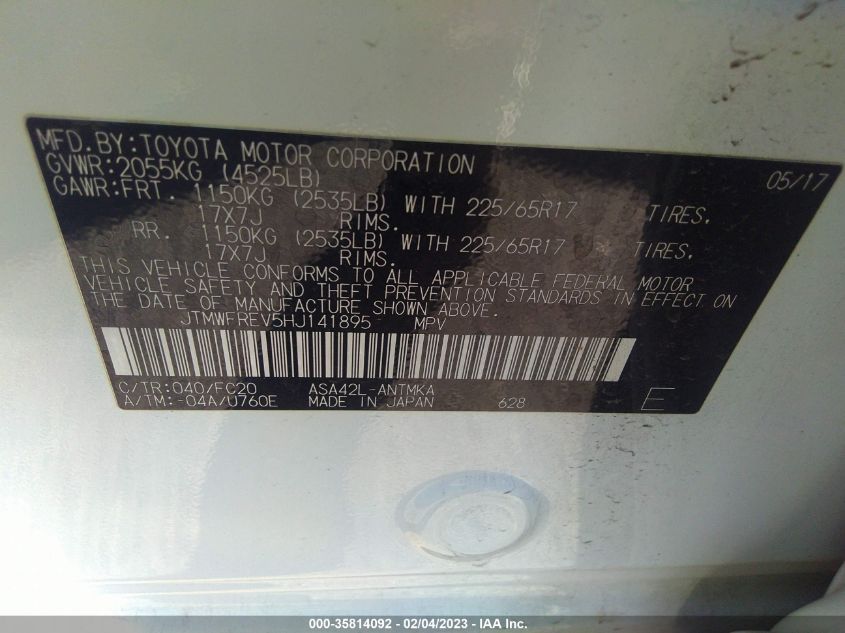 MFD.BY:TOYOTA MOTOR CORPORATION 05/17
GVWR:2055KG (4525LB)
GAWR:FRT. 1150KG (2535LB) WITH 225/65R17 TIRES.
17X7J RIMS.
RR. 1150KG (2535LB) WITH 225/65R17 TIRES.
17X7J RIMS.
THIS VEHICLE CONFORMS TO ALL APPLICABLE FEDERAL MOTOR
VEHICLE SAFETY AND THEFT PREVENTION STANDARDS IN EFFECT ON
THE DATE OF MANUFACTURE SHOWN ABOVE.
JTMWFREV5HJ141895 MPV
C/TR:040/FC20 ASA42L-ANTMKA
A/TM:-04A/U760E MADE IN JAPAN 628 E
000-35814092 - 02/04/2023 - IAA Inc.